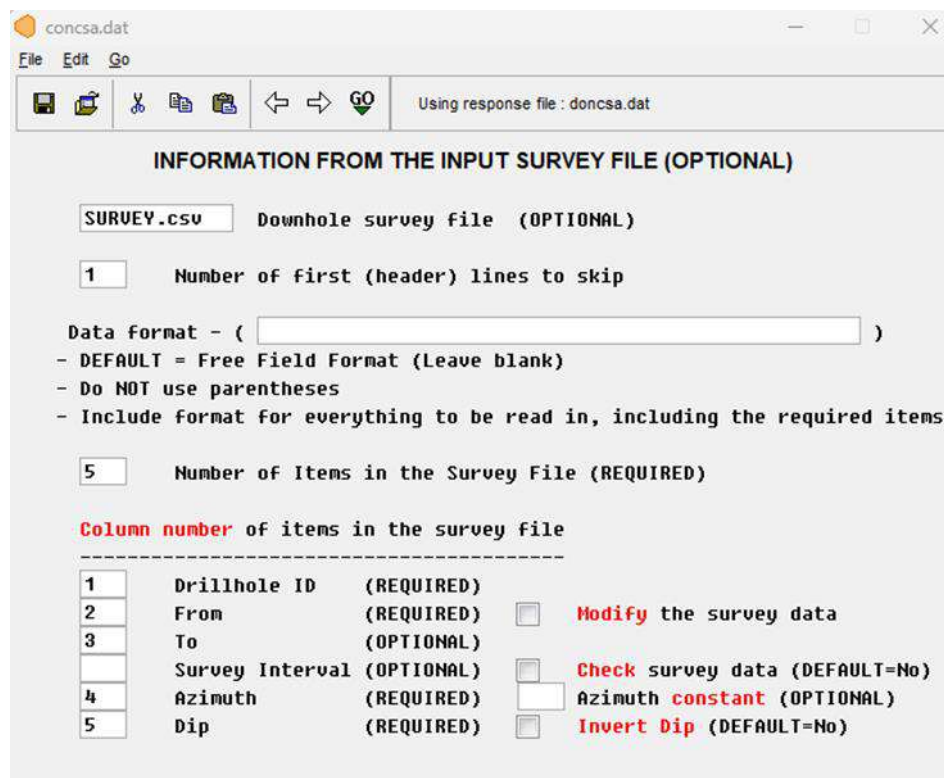 concsa.dat
File Edit Go
GO Using response file : doncsa.dat
INFORMATION FROM THE INPUT SURVEY FILE (OPTIONAL)
SURVEY.csv Downhole survey file (OPTIONAL)
1 Number of first (header) lines to skip
Data format - ( )
- DEFAULT = Free Field Format (Leave blank)
- Do NOT use parentheses
- Include format for everything to be read in, including the required items
5 Number of Items in the Survey File (REQUIRED)
Column number of items in the survey file
-----------------------------------------
1 Drillhole ID (REQUIRED)
2 From (REQUIRED) Modify the survey data
3 To (OPTIONAL)
Survey Interval (OPTIONAL) Check survey data (DEFAULT=No)
4 Azimuth (REQUIRED) Azimuth constant (OPTIONAL)
5 Dip (REQUIRED) Invert Dip (DEFAULT=No)